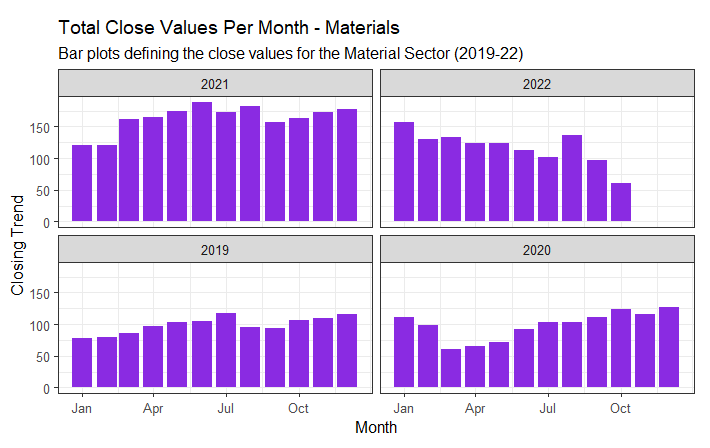 Total Close Values Per Month - Materials
Bar plots defining the close values for the Material Sector (2019-22)
2021
2022
150
100
50
0
Closing Trend
2019
2020
150
100
50
0
Jan
Apr
Jul
Oct
Jan
Apr
Jul
Oct
Month